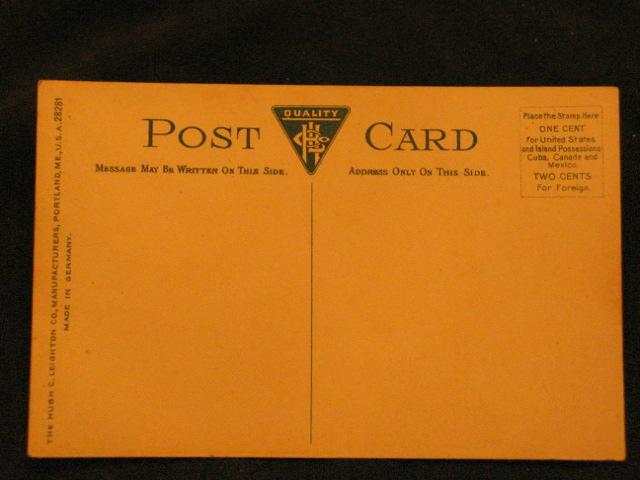 POST CARD
QUALITY
MESSAGE MAY BE WRITTEN ON THIS SIDE.
ADDRESS ONLY ON THIS SIDE.
Place the Stamp Here
ONE CENT
For United States
and Island Possessions
Cuba, Canada and
Mexico.
TWO CENTS
For Foreign.
THE HUGH C. LEIGHTON CO., MANUFACTURERS, PORTLAND, ME., U.S.A. 28281
MADE IN GERMANY.